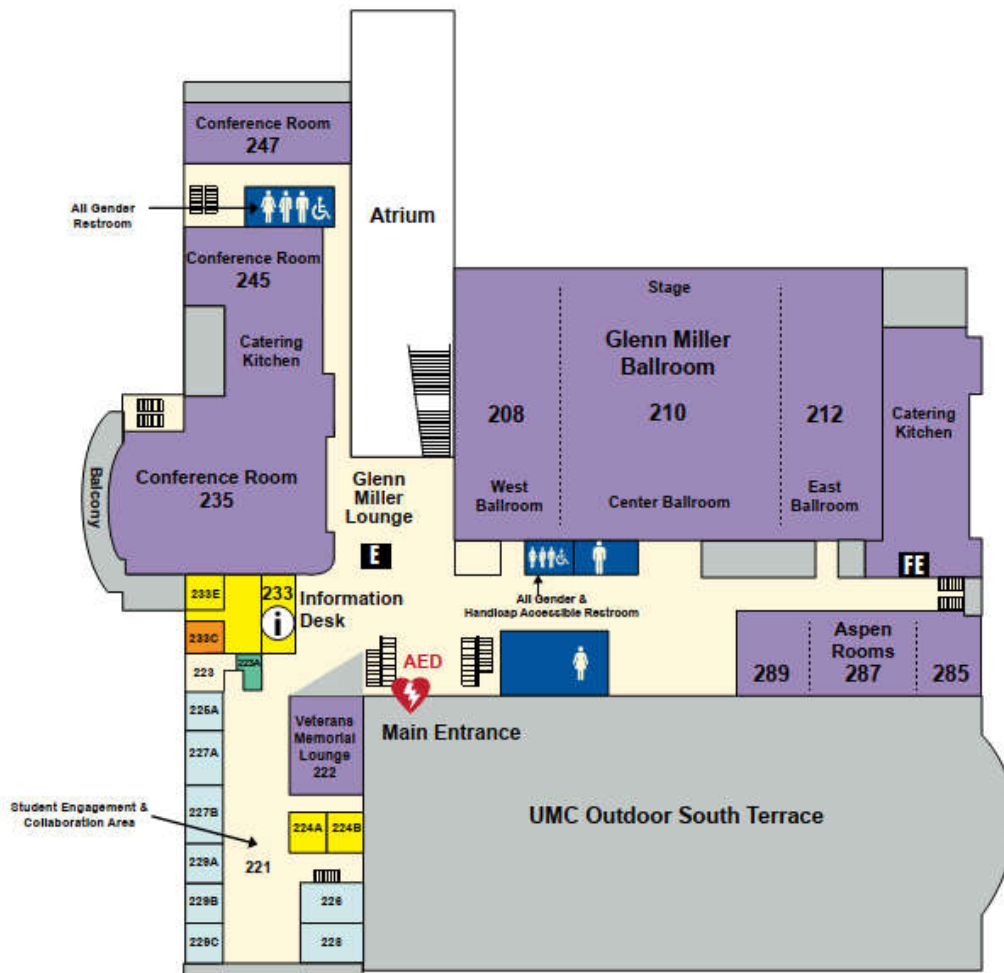 Conference Room
247
All Gender
Restroom
Atrium
Conference Room
245
Catering
Kitchen
Stage
Glenn Miller
Ballroom
208
210
212
Catering
Kitchen
West
Ballroom
Center Ballroom
East
Ballroom
Balcony
Conference Room
235
Glenn
Miller
Lounge
E
FE
All Gender &
Handicap Accessible Restroom
233E
233
i
Information
Desk
233C
223
223A
AED
Main Entrance
Aspen
Rooms
289
287
285
225A
227A
227B
229A
229B
229C
Veterans
Memorial
Lounge
222
Student Engagement &
Collaboration Area
224A
224B
221
226
228
UMC Outdoor South Terrace